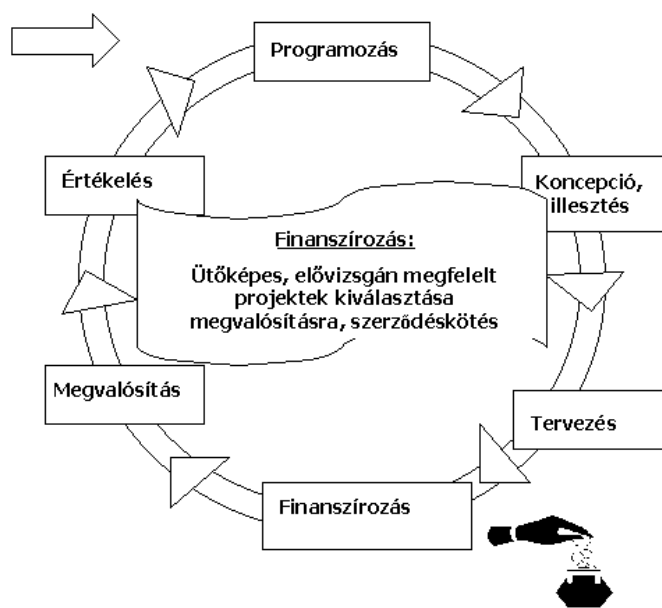 Programozás
Értékelés
Koncepció,
illesztés
Finanszírozás:
Ütőképes, elővizsgán megfelelt
projektek kiválasztása
megvalósításra, szerződéskötés
Megvalósítás
Tervezés
Finanszírozás